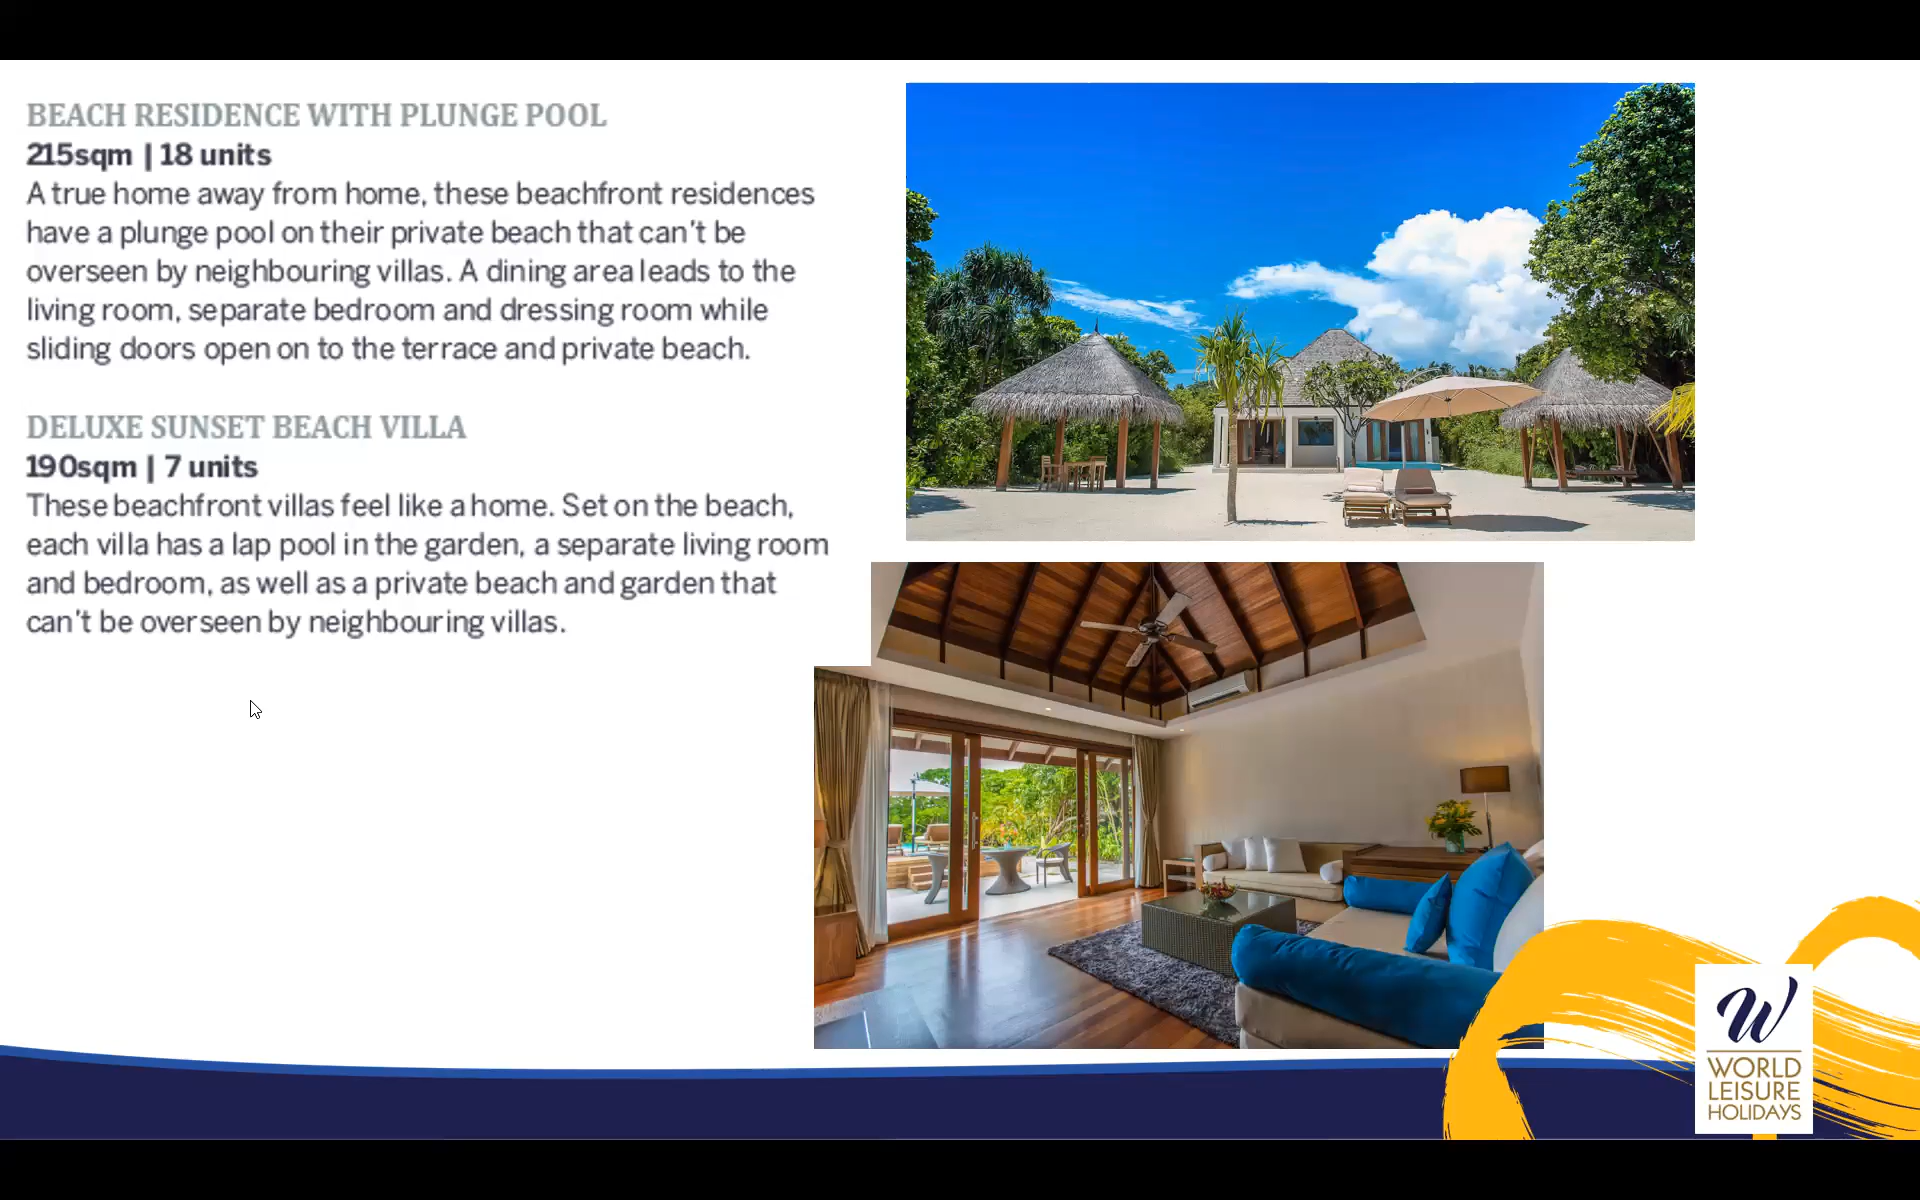 BEACH RESIDENCE WITH PLUNGE POOL
215sqm | 18 units
A true home away from home, these beachfront residences
have a plunge pool on their private beach that can't be
overseen by neighbouring villas. A dining area leads to the
living room, separate bedroom and dressing room while
sliding doors open on to the terrace and private beach.
DELUXE SUNSET BEACH VILLA
190sqm | 7 units
These beachfront villas feel like a home. Set on the beach,
each villa has a lap pool in the garden, a separate living room
and bedroom, as well as a private beach and garden that
can't be overseen by neighbouring villas.
W
WORLD
LEISURE
HOLIDAYS